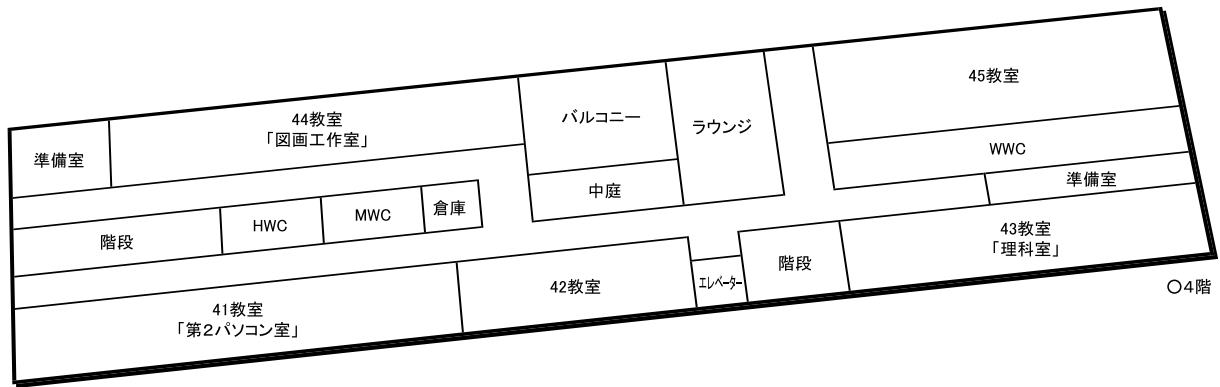 45教室
44教室
「図画工作室」
バルコニー
ラウンジ
準備室
WWC
中庭
準備室
階段
HWC
MWC
倉庫
43教室
「理科室」
階段
エレベーター
42教室
41教室
「第2パソコン室」
○4階